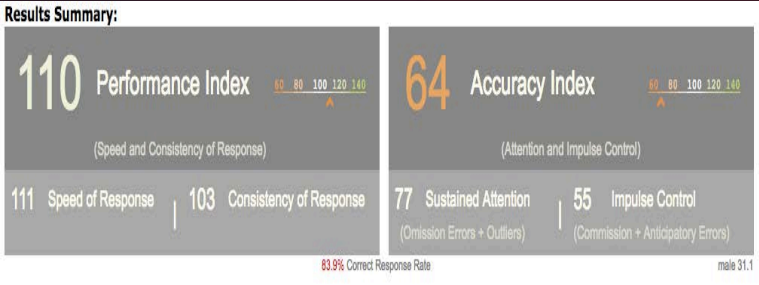 Results Summary:
110 Performance Index 60 80 100 120 140
(Speed and Consistency of Response)
111 Speed of Response | 103 Consistency of Response
64 Accuracy Index 60 80 100 120 140
(Attention and Impulse Control)
77 Sustained Attention | 55 Impulse Control
(Omission Errors + Outliers) (Commission + Anticipatory Errors)
83.9% Correct Response Rate male 31.1